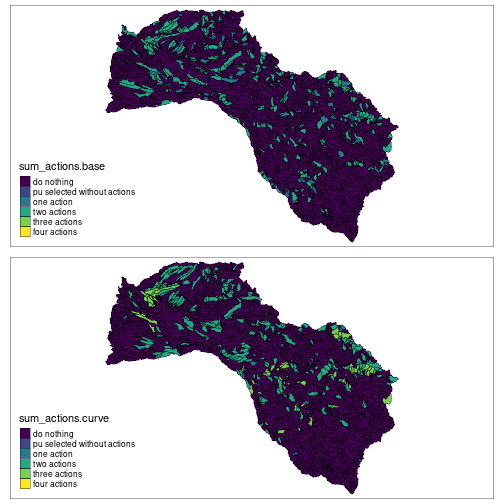 sum_actions.base
do nothing
pu selected without actions
one action
two actions
three actions
four actions
sum_actions.curve
do nothing
pu selected without actions
one action
two actions
three actions
four actions